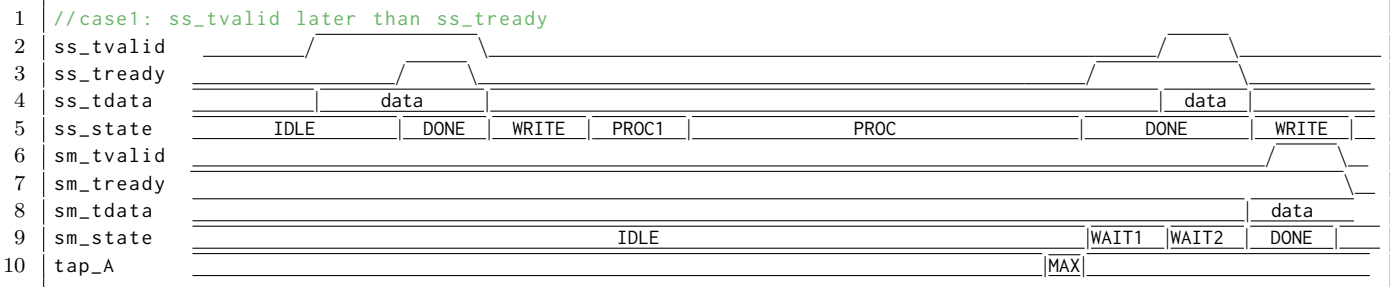 1 //case1: ss_tvalid later than ss_tready
2 ss_tvalid
3 ss_tready
4 ss_tdata data data
5 ss_state IDLE DONE WRITE PROC1 PROC DONE WRITE
6 sm_tvalid
7 sm_tready
8 sm_tdata data
9 sm_state IDLE WAIT1 WAIT2 DONE
10 tap_A MAX